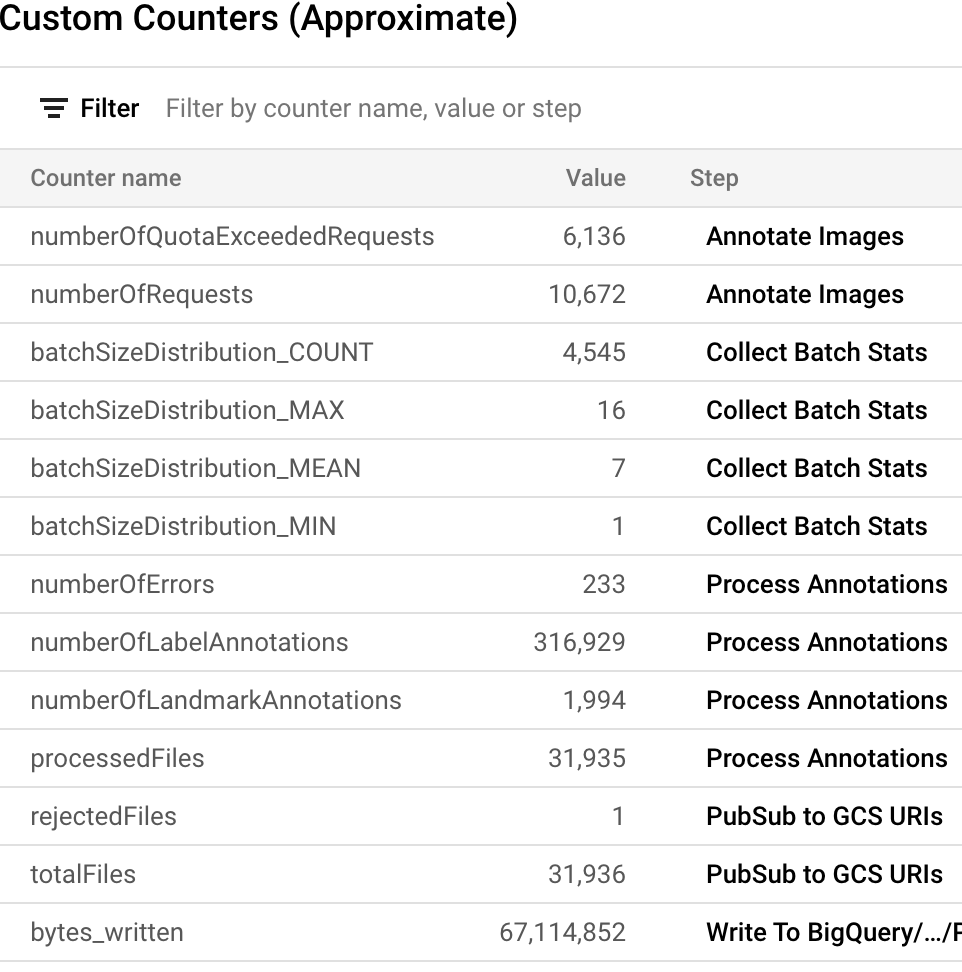 Custom Counters (Approximate)
Filter Filter by counter name, value or step
Counter name Value Step
numberOfQuotaExceededRequests 6,136 Annotate Images
numberOfRequests 10,672 Annotate Images
batchSizeDistribution_COUNT 4,545 Collect Batch Stats
batchSizeDistribution_MAX 16 Collect Batch Stats
batchSizeDistribution_MEAN 7 Collect Batch Stats
batchSizeDistribution_MIN 1 Collect Batch Stats
numberOfErrors 233 Process Annotations
numberOfLabelAnnotations 316,929 Process Annotations
numberOfLandmarkAnnotations 1,994 Process Annotations
processedFiles 31,935 Process Annotations
rejectedFiles 1 PubSub to GCS URIs
totalFiles 31,936 PubSub to GCS URIs
bytes_written 67,114,852 Write To BigQuery/.../